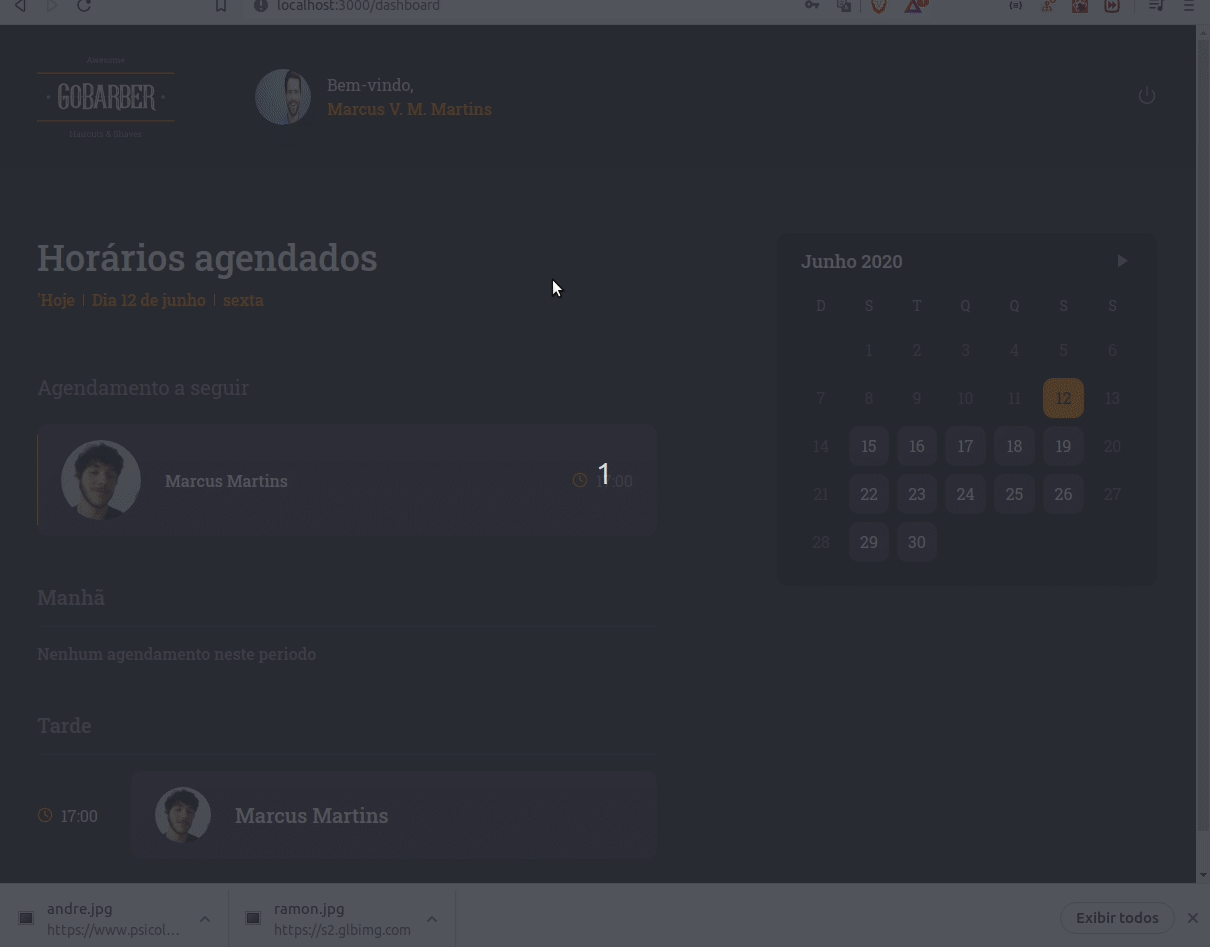 localhost:3000/dashboard
Awesome
GOBARBER
Haircuts & Shaves
Bem-vindo,
Marcus V. M. Martins
Horários agendados
'Hoje | Dia 12 de junho | sexta
Agendamento a seguir
Marcus Martins
17:00
1
Manhã
Nenhum agendamento neste período
Tarde
17:00
Marcus Martins
Junho 2020
D S T Q Q S S
1 2 3 4 5 6
7 8 9 10 11 12 13
14 15 16 17 18 19 20
21 22 23 24 25 26 27
28 29 30
andre.jpg
https://www.psicol...
ramon.jpg
https://s2.glbimg.com
Exibir todos